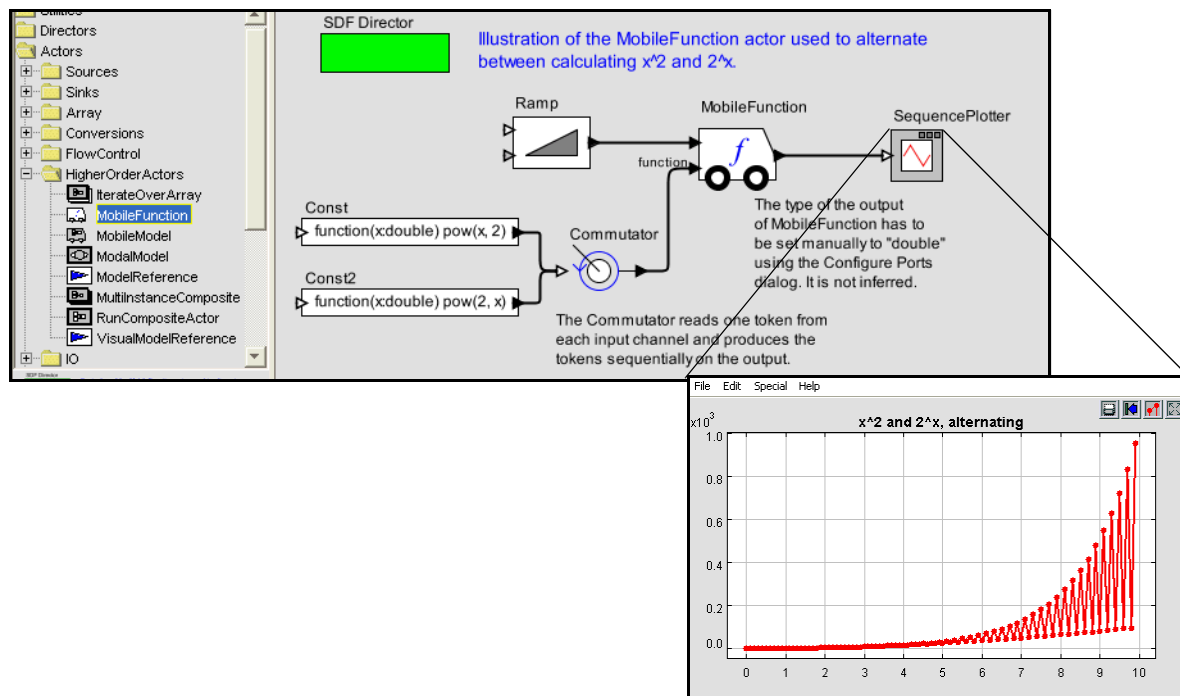 Utilities
Directors
Actors
Sources
Sinks
Array
Conversions
FlowControl
HigherOrderActors
IterateOverArray
MobileFunction
MobileModel
ModalModel
ModelReference
MultiInstanceComposite
RunCompositeActor
VisualModelReference
IO
SDF Director
SDF Director
Illustration of the MobileFunction actor used to alternate
between calculating x^2 and 2^x.
Ramp
MobileFunction
SequencePlotter
function
f
Const
function(x:double) pow(x, 2)
Commutator
Const2
function(x:double) pow(2, x)
The type of the output
of MobileFunction has to
be set manually to "double"
using the Configure Ports
dialog. It is not inferred.
The Commutator reads one token from
each input channel and produces the
tokens sequentially on the output.
File Edit Special Help
x^2 and 2^x, alternating
x10^3
1.0
0.8
0.6
0.4
0.2
0.0
0 1 2 3 4 5 6 7 8 9 10